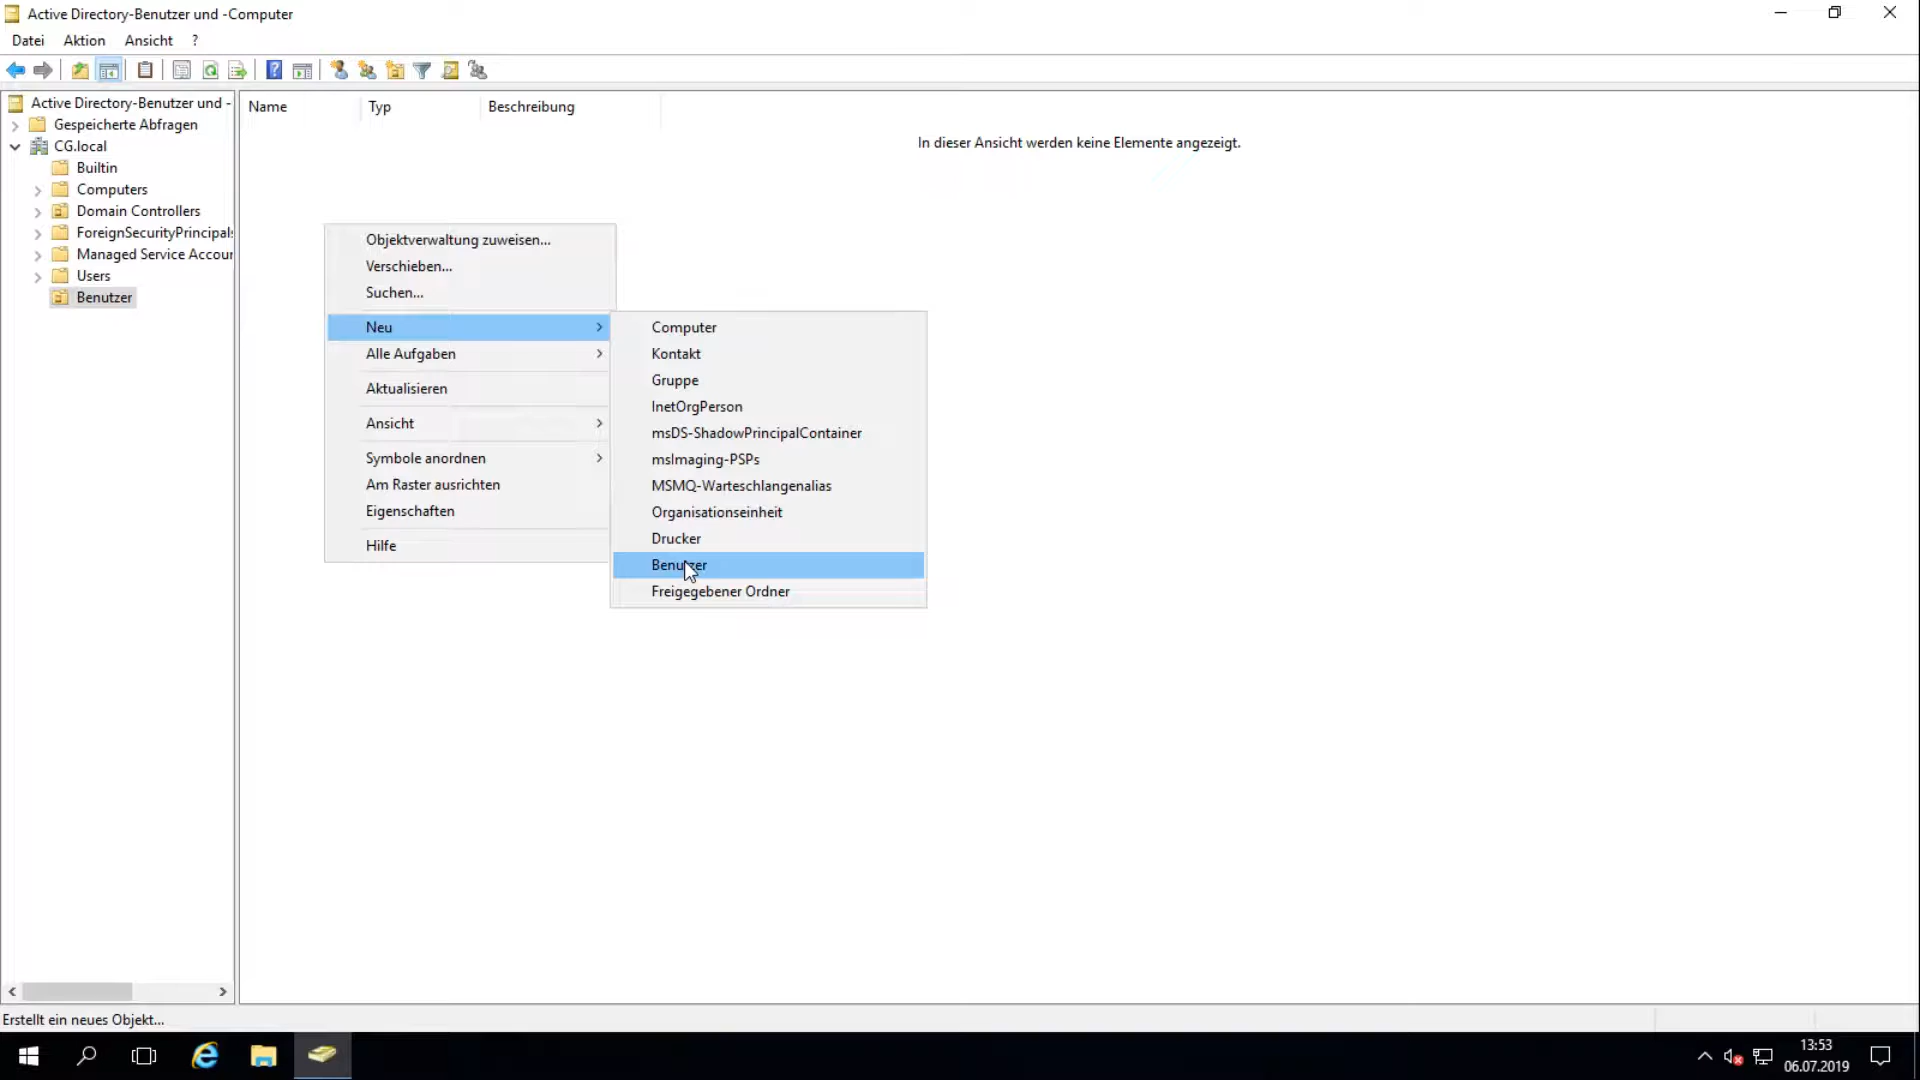 Active Directory-Benutzer und -Computer
Datei Aktion Ansicht ?
Active Directory-Benutzer und -
Gespeicherte Abfragen
CG.local
Builtin
Computers
Domain Controllers
ForeignSecurityPrincipals
Managed Service Accour
Users
Benutzer
Name Typ Beschreibung
In dieser Ansicht werden keine Elemente angezeigt.
Objektverwaltung zuweisen...
Verschieben...
Suchen...
Neu
Alle Aufgaben
Aktualisieren
Ansicht
Symbole anordnen
Am Raster ausrichten
Eigenschaften
Hilfe
Computer
Kontakt
Gruppe
InetOrgPerson
msDS-ShadowPrincipalContainer
msImaging-PSPs
MSMQ-Warteschlangenalias
Organisationseinheit
Drucker
Benutzer
Freigegebener Ordner
Erstellt ein neues Objekt...
13:53
06.07.2019